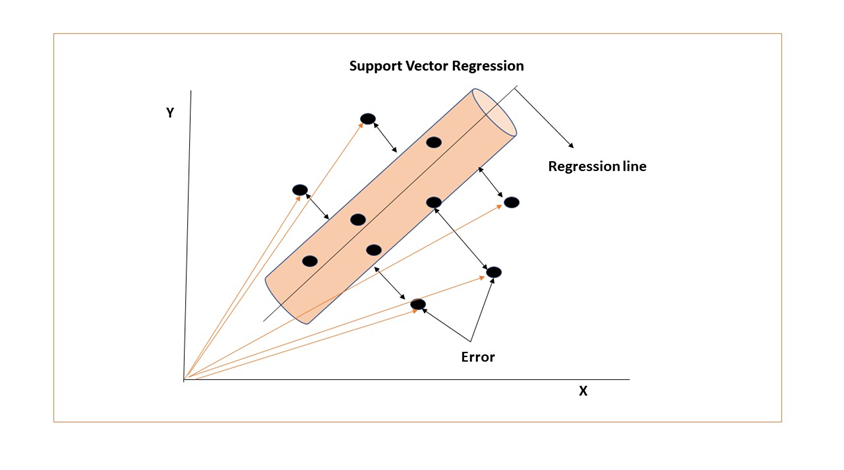 Support Vector Regression
Y
Regression line
Error
X